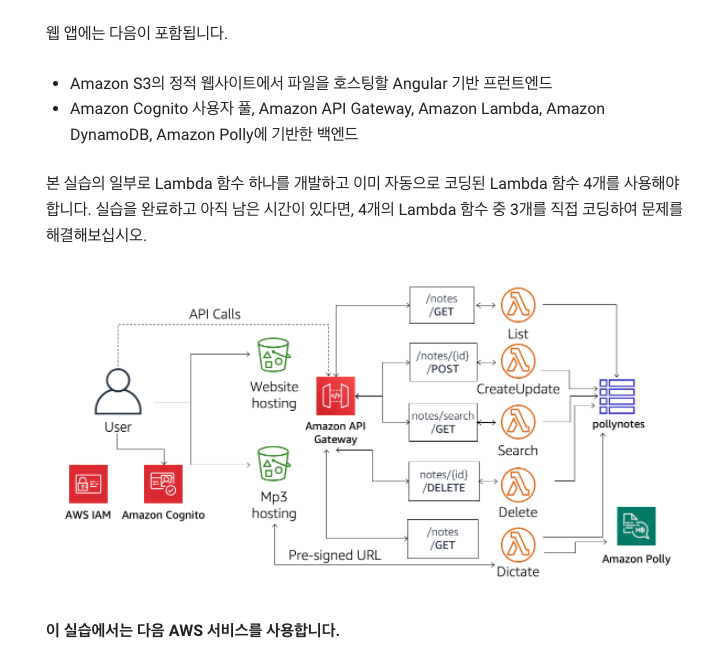 웹 앱에는 다음이 포함됩니다.
• Amazon S3의 정적 웹사이트에서 파일을 호스팅할 Angular 기반 프런트엔드
• Amazon Cognito 사용자 풀, Amazon API Gateway, Amazon Lambda, Amazon
DynamoDB, Amazon Polly에 기반한 백엔드
본 실습의 일부로 Lambda 함수 하나를 개발하고 이미 자동으로 코딩된 Lambda 함수 4개를 사용해야
합니다. 실습을 완료하고 아직 남은 시간이 있다면, 4개의 Lambda 함수 중 3개를 직접 코딩하여 문제를
해결해보십시오.
API Calls
User
AWS IAM
Amazon Cognito
Website
hosting
Mp3
hosting
Pre-signed URL
Amazon API
Gateway
/notes
/GET
List
/notes/{id}
/POST
CreateUpdate
notes/search
/GET
Search
notes/{id}
/DELETE
Delete
/notes
/GET
Dictate
pollynotes
Amazon Polly
이 실습에서는 다음 AWS 서비스를 사용합니다.